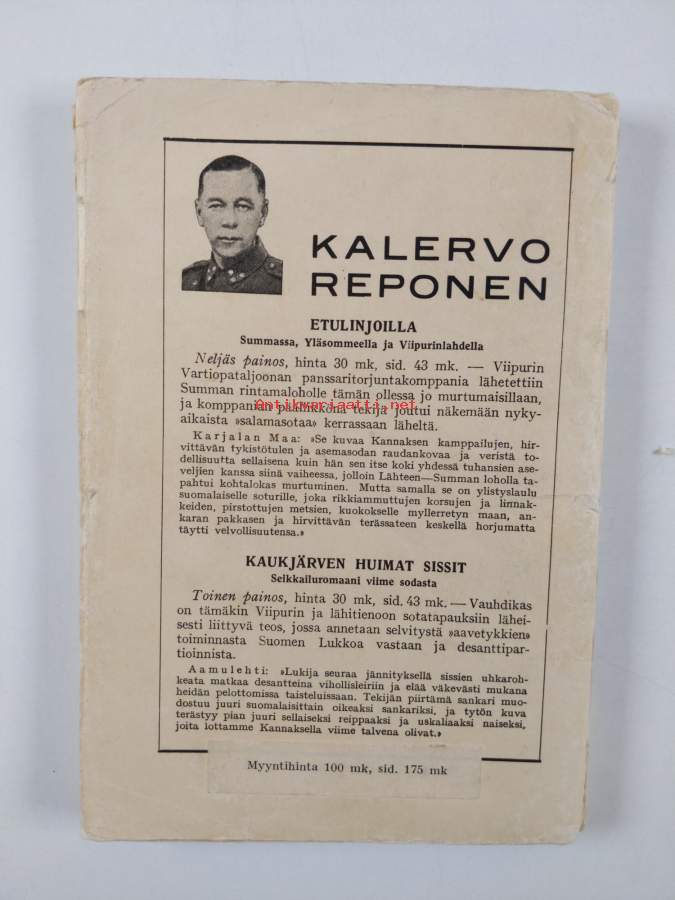 KALERVO
REPONEN
ETULINJOILLA
Summassa, Yläsommeella ja Viipurinlahdella
Neljäs painos, hinta 30 mk, sid. 43 mk. — Viipurin
Vartiopataljoonan panssaritorjuntakomppania lähetettiin
Summan rintamaloholle tämän ollessa jo murtumaisillaan,
ja komppanian päällikkönä tekijä joutui näkemään nyky-
Antikvariaatti.net
aikaista »salamasotaa» kerrassaan läheltä.
Karjalan Maa: »Se kuvaa Kannaksen kamppailujen, hir-
vittävän tykistötulen ja asemasodan raudankovaa ja veristä to-
dellisuutta sellaisena kuin hän sen itse koki yhdessä tuhansien ase-
veljien kanssa siinä vaiheessa, jolloin Lähteen—Summan loholla ta-
pahtui kohtalokas murtuminen. Mutta samalla se on ylistyslaulu
suomalaiselle soturille, joka rikkiammuttujen korsujen ja linnak-
keiden, pirstottujen metsien, kuokokselle myllerretyn maan, an-
karan pakkasen ja hirvittävän terässateen keskellä horjumatta
täytti velvollisuutensa.»
KAUKJÄRVEN HUIMAT SISSIT
Seikkailuromaani viime sodasta
Toinen painos, hinta 30 mk, sid. 43 mk. — Vauhdikas
on tämäkin Viipurin ja lähitienoon sotatapauksiin lähei-
sesti liittyvä teos, jossa annetaan selvitystä »aavetykkien»
toiminnasta Suomen Lukkoa vastaan ja desanttipar-
tioinnista.
Aamulehti: »Lukija seuraa jännityksellä sissien uhkaroh-
keata matkaa desantteina vihollisleiriin ja elää väkevästi mukana
heidän pelottomissa taisteluissaan. Tekijän piirtämä sankari muo-
dostuu juuri suomalaisittain oikeaksi sankariksi, ja tytön kuva
terästyy pian juuri sellaiseksi reippaaksi ja uskaliaaksi naiseksi,
joita lottamme Kannaksella viime talvena olivat.»
Myyntihinta 100 mk, sid. 175 mk